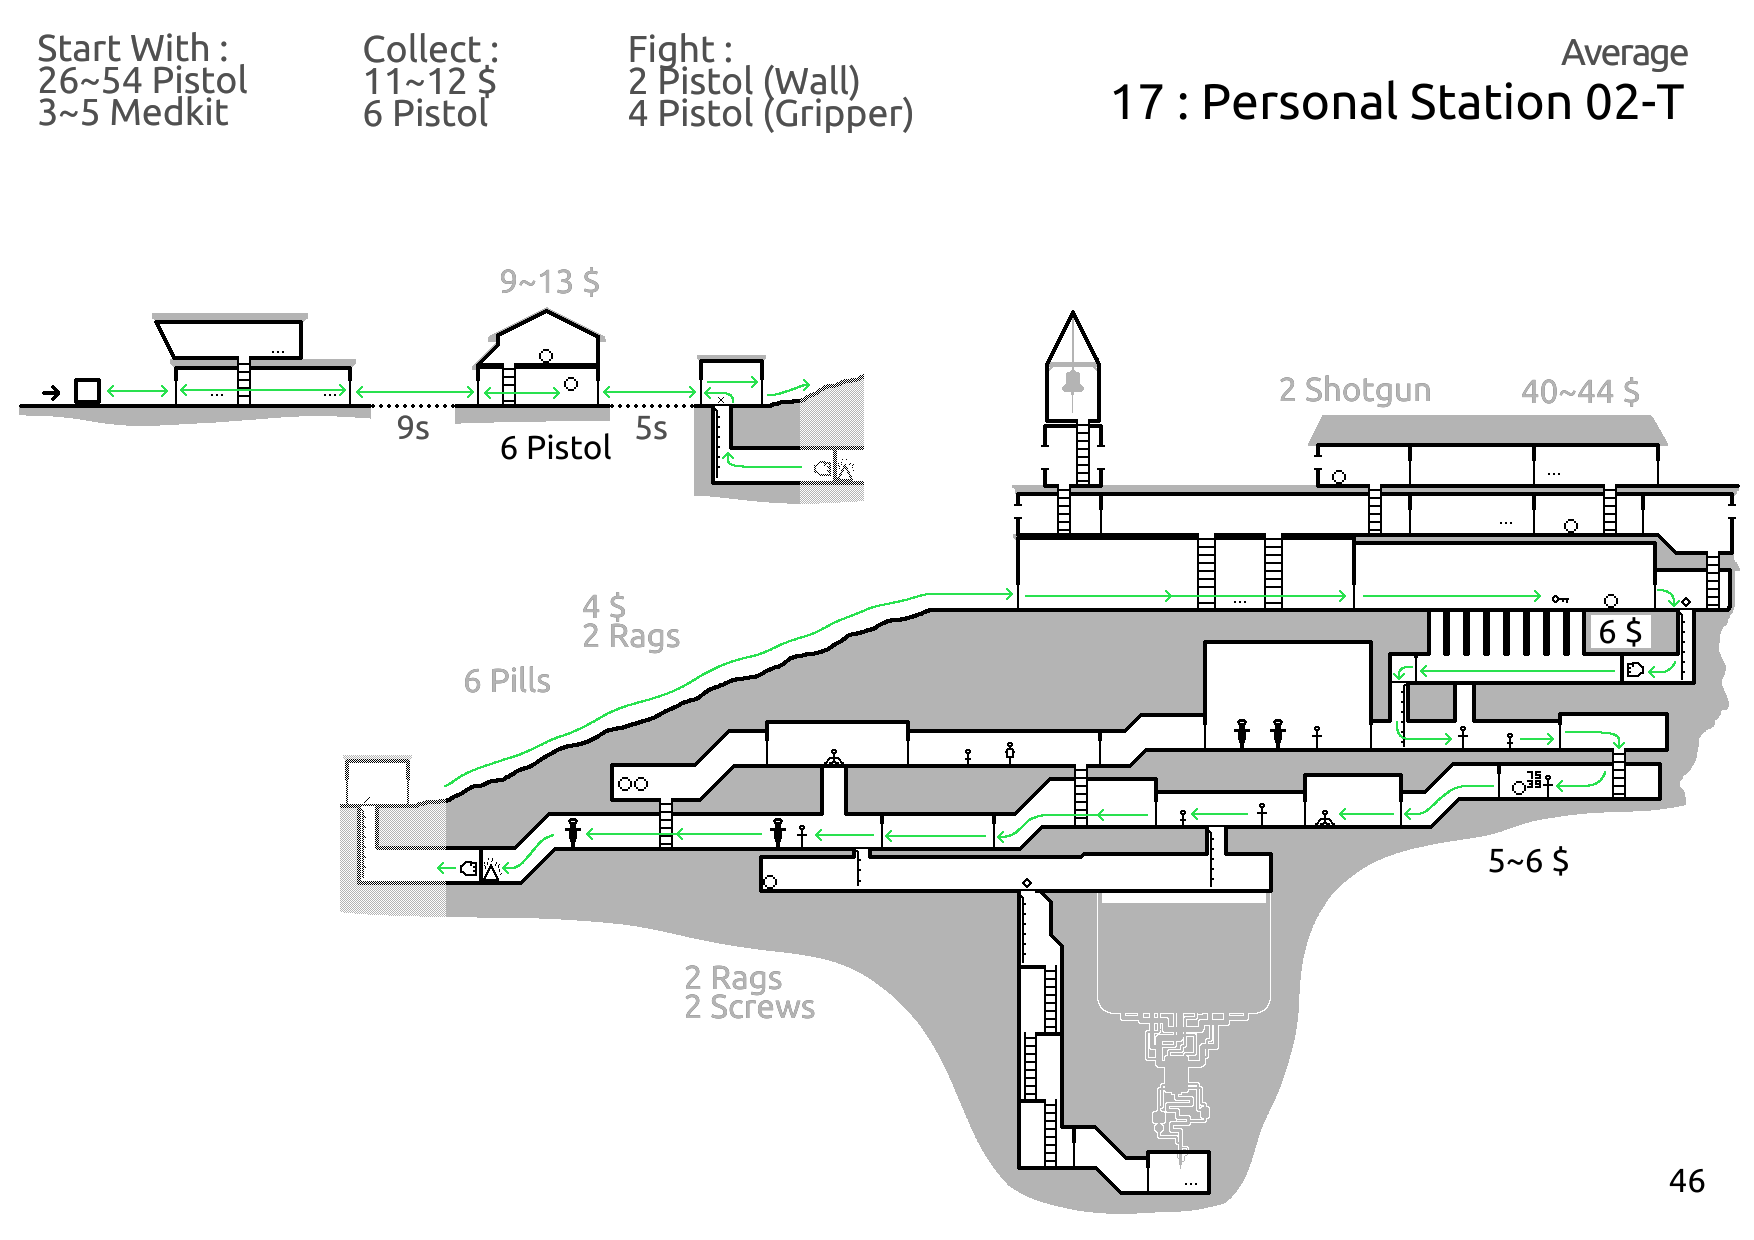 Start With :
26~54 Pistol
3~5 Medkit
Collect :
11~12 $
6 Pistol
Fight :
2 Pistol (Wall)
4 Pistol (Gripper)
Average
17 : Personal Station 02-T
9~13 $
9s
6 Pistol
5s
2 Shotgun
40~44 $
4 $
2 Rags
6 Pills
6 $
5~6 $
2 Rags
2 Screws
46